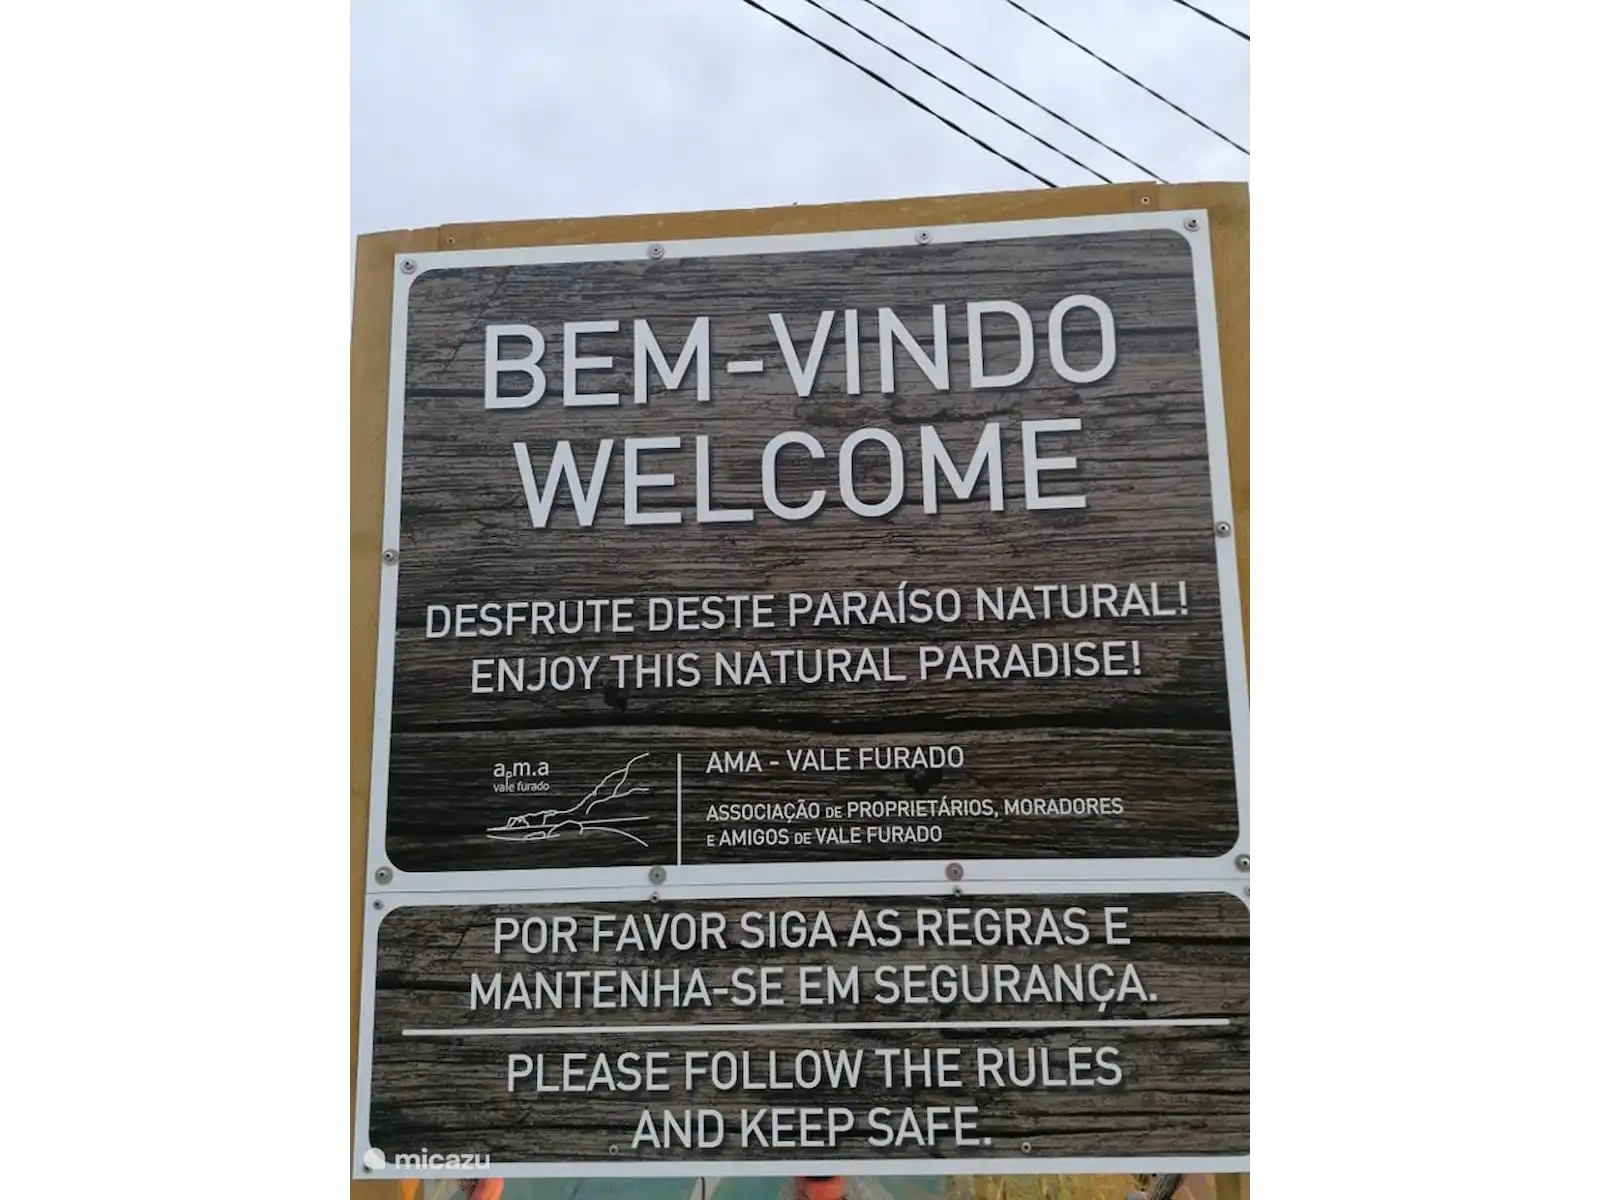 BEM-VINDO
WELCOME
DESFRUTE DESTE PARAÍSO NATURAL!
ENJOY THIS NATURAL PARADISE!
apm.a
vale furado
AMA - VALE FURADO
ASSOCIAÇÃO DE PROPRIETÁRIOS, MORADORES
E AMIGOS DE VALE FURADO
POR FAVOR SIGA AS REGRAS E
MANTENHA-SE EM SEGURANÇA.
PLEASE FOLLOW THE RULES
AND KEEP SAFE.
micazu